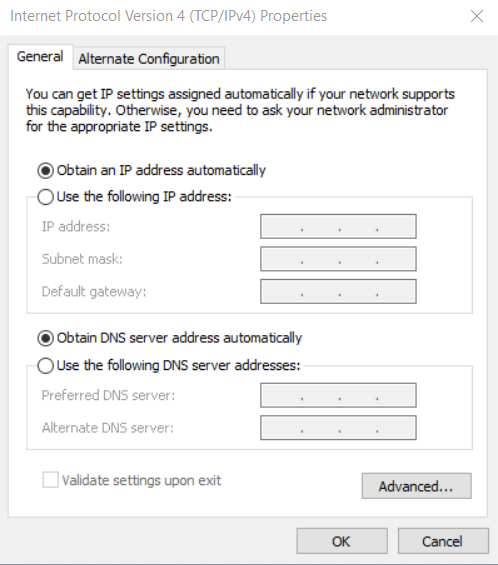 Internet Protocol Version 4 (TCP/IPv4) Properties
General
Alternate Configuration
You can get IP settings assigned automatically if your network supports
this capability. Otherwise, you need to ask your network administrator
for the appropriate IP settings.
Obtain an IP address automatically
Use the following IP address:
IP address:
Subnet mask:
Default gateway:
Obtain DNS server address automatically
Use the following DNS server addresses:
Preferred DNS server:
Alternate DNS server:
Validate settings upon exit
Advanced...
OK
Cancel